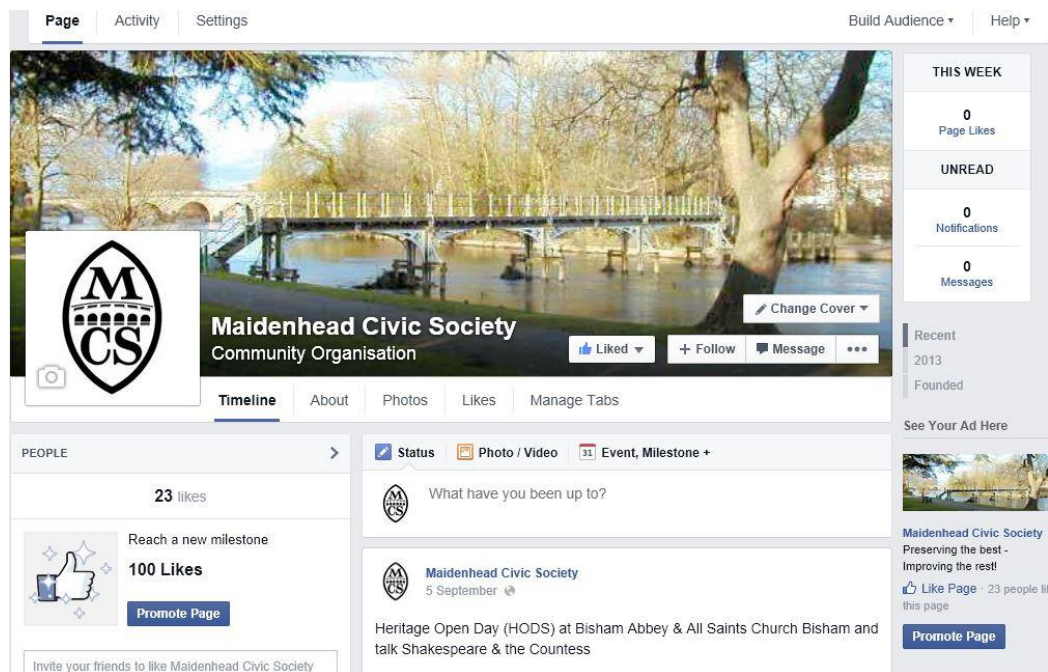 Page Activity Settings Build Audience Help
THIS WEEK
0
Page Likes
UNREAD
0
Notifications
0
Messages
Change Cover
M
CS
Maidenhead Civic Society
Community Organisation
Liked + Follow Message •••
Timeline About Photos Likes Manage Tabs
Recent
2013
Founded
See Your Ad Here
PEOPLE
23 likes
Reach a new milestone
100 Likes
Promote Page
Invite your friends to like Maidenhead Civic Society
Status Photo / Video 31 Event, Milestone +
M
CS
What have you been up to?
M
CS
Maidenhead Civic Society
5 September
Heritage Open Day (HODS) at Bisham Abbey & All Saints Church Bisham and
talk Shakespeare & the Countess
Maidenhead Civic Society
Preserving the best -
Improving the rest!
Like Page · 23 people li
this page
Promote Page